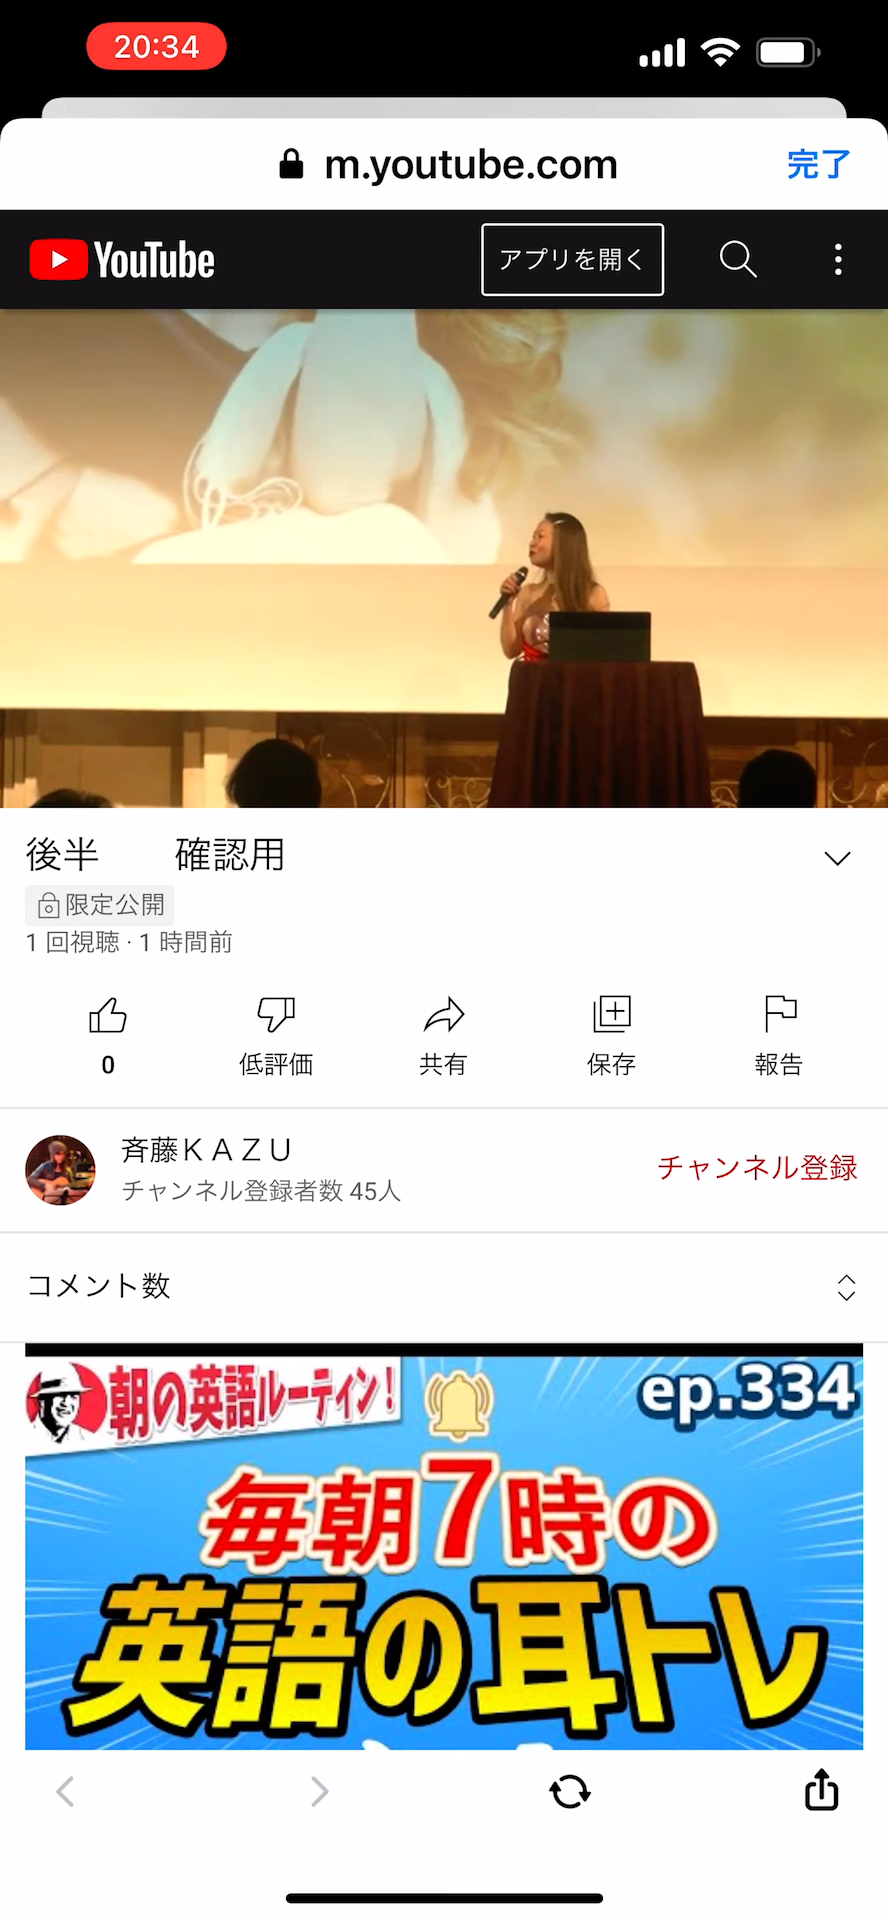 20:34
m.youtube.com
完了
YouTube
アプリを開く
後半 確認用
限定公開
1 回視聴 · 1 時間前
0
低評価
共有
保存
報告
斉藤ＫＡＺＵ
チャンネル登録者数 45人
チャンネル登録
コメント数
朝の英語ルーティン！
ep.334
毎朝7時の
英語の耳トレ